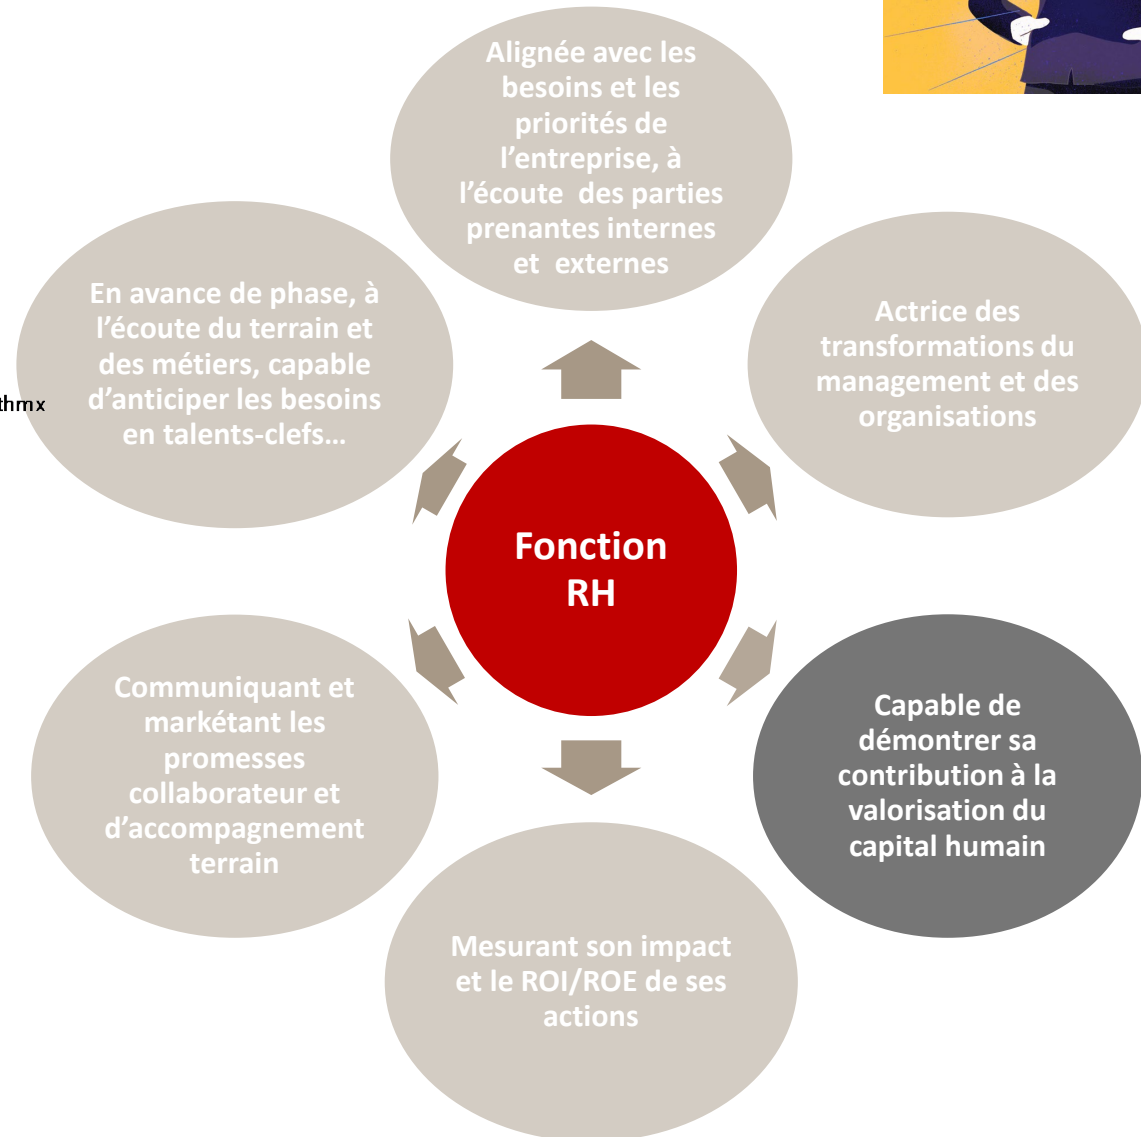 Alignée avec les
besoins et les
priorités de
l’entreprise, à
l’écoute  des parties
prenantes internes
et  externes
Actrice des
transformations du
management et des
organisations
Capable de
démontrer sa
contribution à la
valorisation du
capital humain
Mesurant son impact
et le ROI/ROE de ses
actions
Communiquant et
markétant les
promesses
collaborateur et
d’accompagnement
terrain
En avance de phase, à
l’écoute du terrain et
des métiers, capable
d’anticiper les besoins
en talents-clefs…
thmx
Fonction
RH